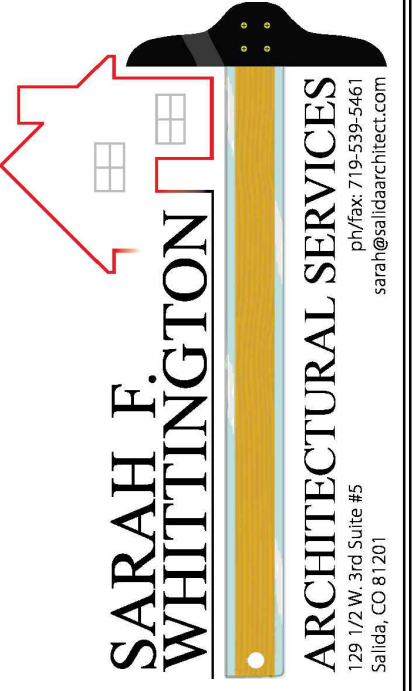 SARAH F.
WHITTINGTON
ARCHITECTURAL SERVICES
129 1/2 W. 3rd Suite #5
ph/fax: 719-539-5461
Salida, CO 81201
sarah@salidaarchitect.com